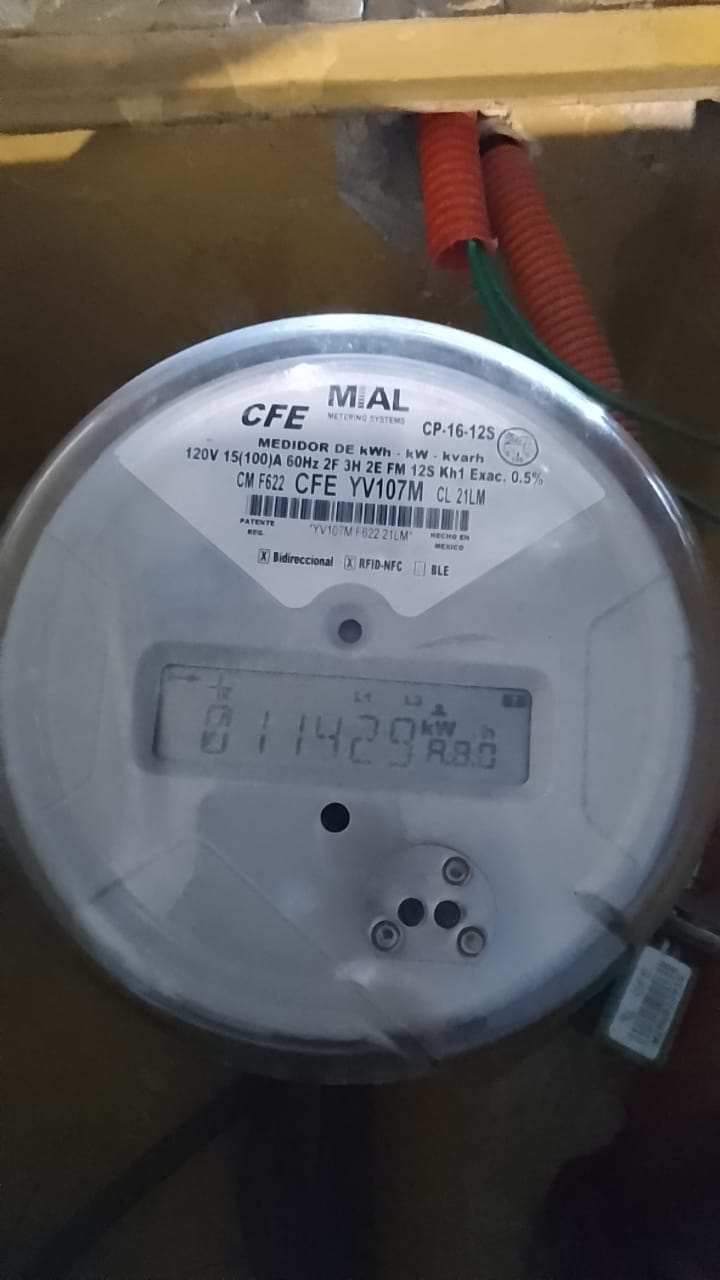 CFE
MIAL
METERING SYSTEMS
CP-16-12S
MEDIDOR DE kWh - kW - kvarh
120V 15(100)A 60Hz 2F 3H 2E FM 12S Kh1 Exac. 0.5%
CM F622 CFE YV107M CL 21LM
PATENTE REG.
*YV107M F622 21LM*
HECHO EN MEXICO
X Bidireccional X RFID-NFC BLE
L1 L3
011429 kW h